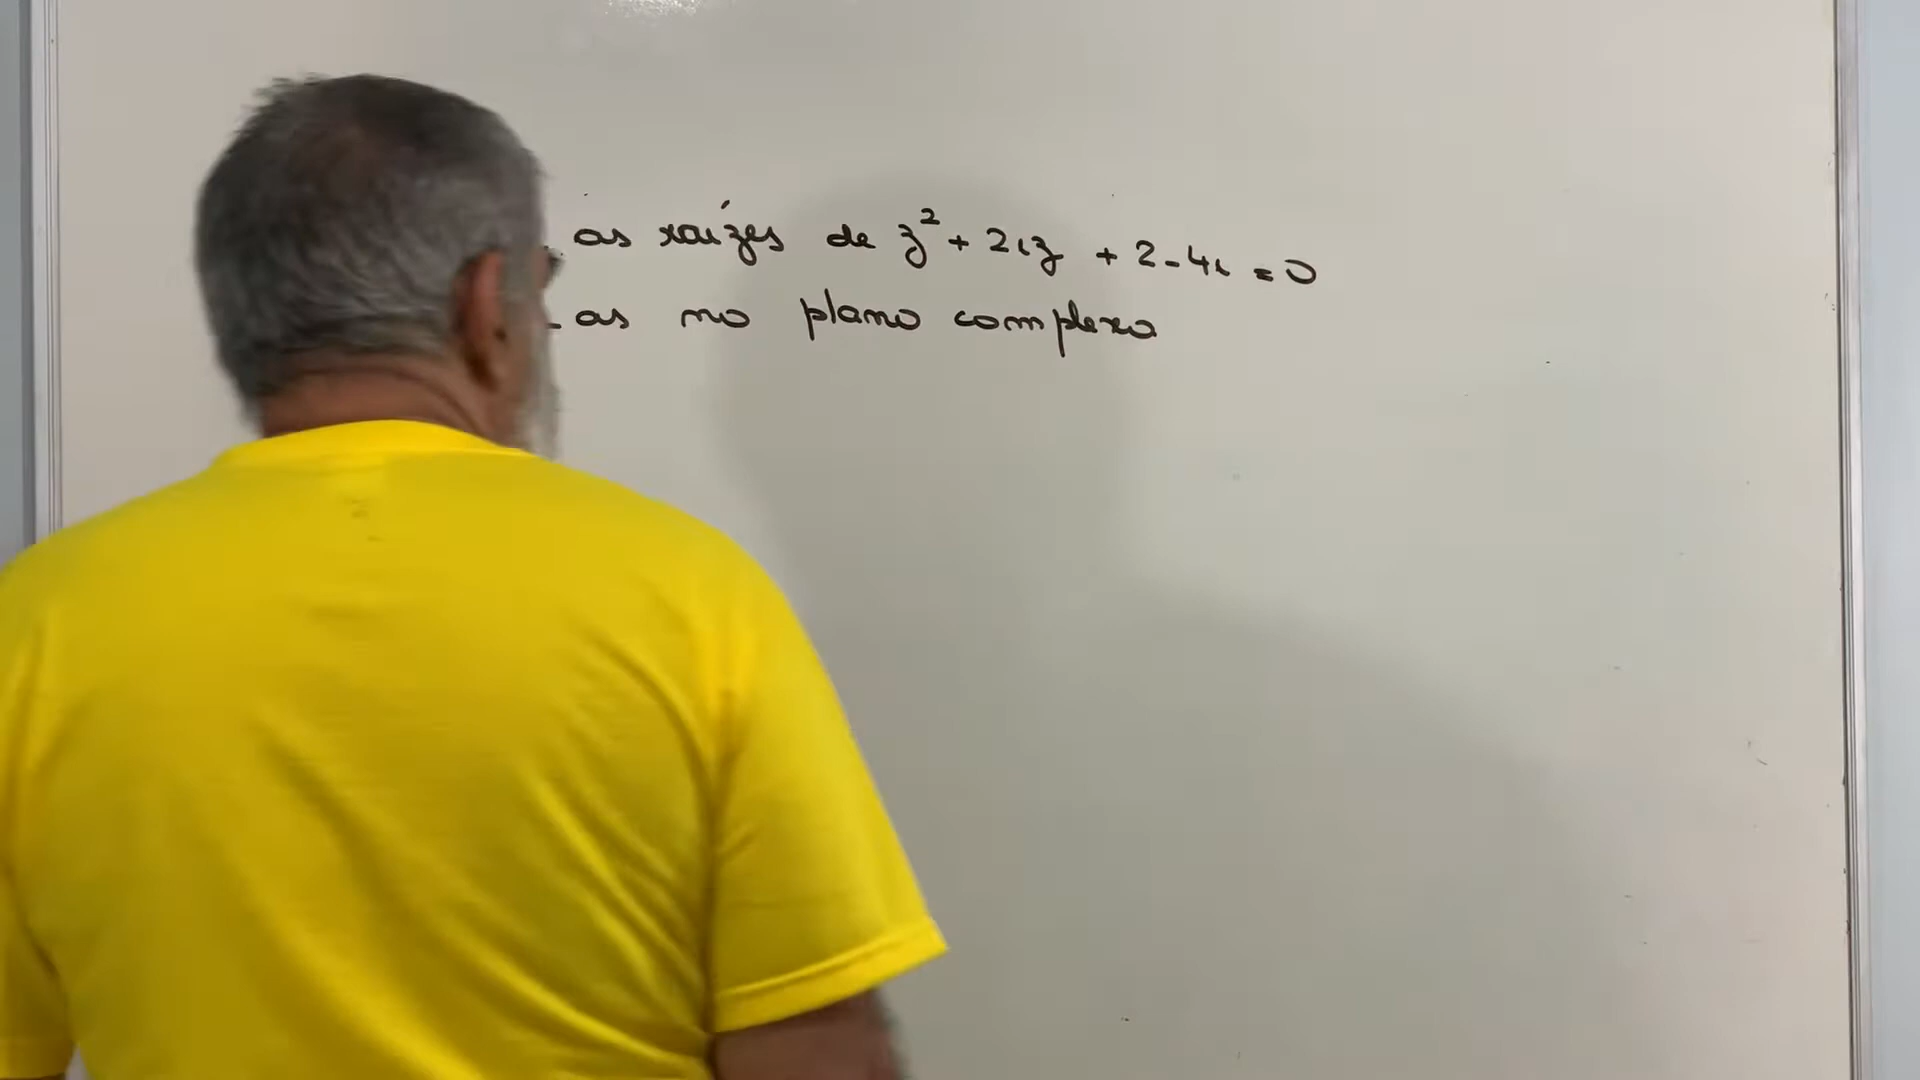 as raízes de z² + 2iz + 2-4i = 0
-as no plano complexo